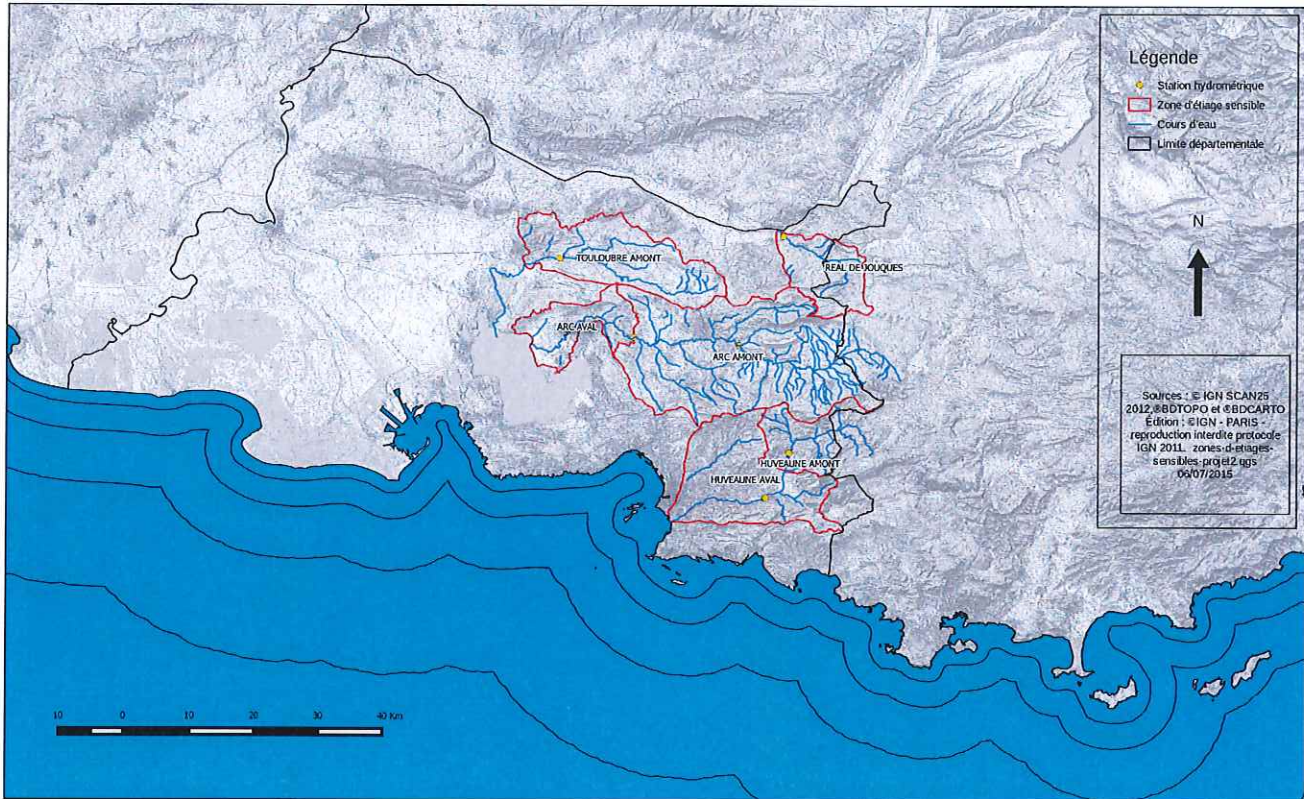 Légende
Station hydrométrique
Zone d'étiage sensible
Cours d'eau
Limite départementale
N
TOULOUBRE AMONT
REAL DE JOUQUES
ARC AVAL
ARC AMONT
HUVEAUNE AMONT
HUVEAUNE AVAL
Sources : © IGN SCAN25
2012,®BDTOPO et ®BDCARTO
Édition : ©IGN - PARIS -
reproduction interdite protocole
IGN 2011. zones-d-etiages-
sensibles-projet2.qgs
06/07/2015
10 0 10 20 30 40 Km